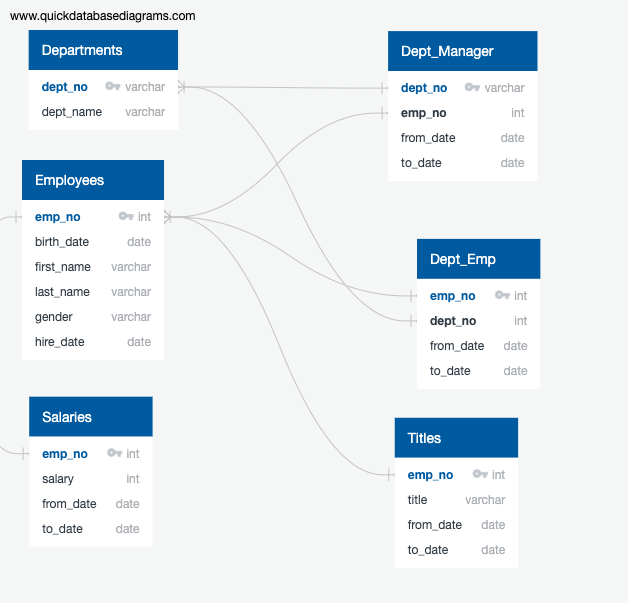 www.quickdatabasediagrams.com
Departments
dept_no varchar
dept_name varchar
Employees
emp_no int
birth_date date
first_name varchar
last_name varchar
gender varchar
hire_date date
Salaries
emp_no int
salary int
from_date date
to_date date
Dept_Manager
dept_no varchar
emp_no int
from_date date
to_date date
Dept_Emp
emp_no int
dept_no int
from_date date
to_date date
Titles
emp_no int
title varchar
from_date date
to_date date